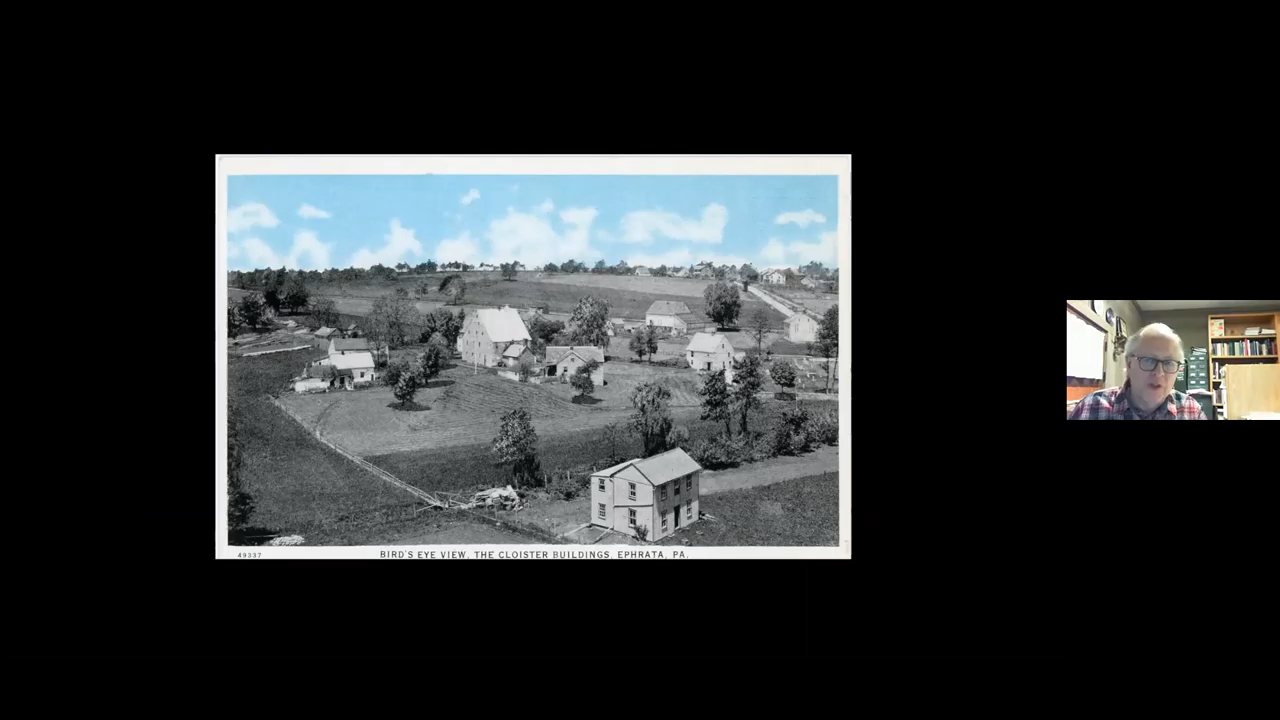 49337
BIRD'S EYE VIEW, THE CLOISTER BUILDINGS, EPHRATA, PA.